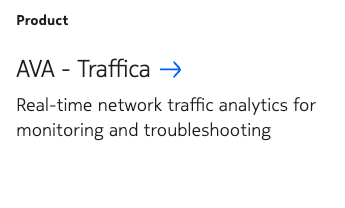 Product
AVA - Traffica →
Real-time network traffic analytics for
monitoring and troubleshooting